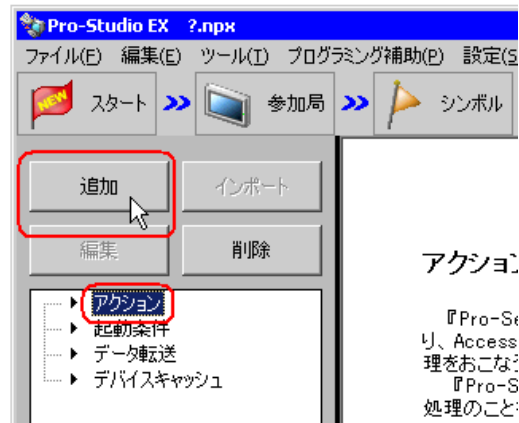 Pro-Studio EX ?.npx
ファイル(F) 編集(E) ツール(T) プログラミング補助(P) 設定(S
NEW スタート 参加局 シンボル
追加 インポート
編集 削除
アクション
起動条件
データ転送
デバイスキャッシュ
アクション
『Pro-Se
り、Access
理をおこなう
『Pro-S
処理のこと